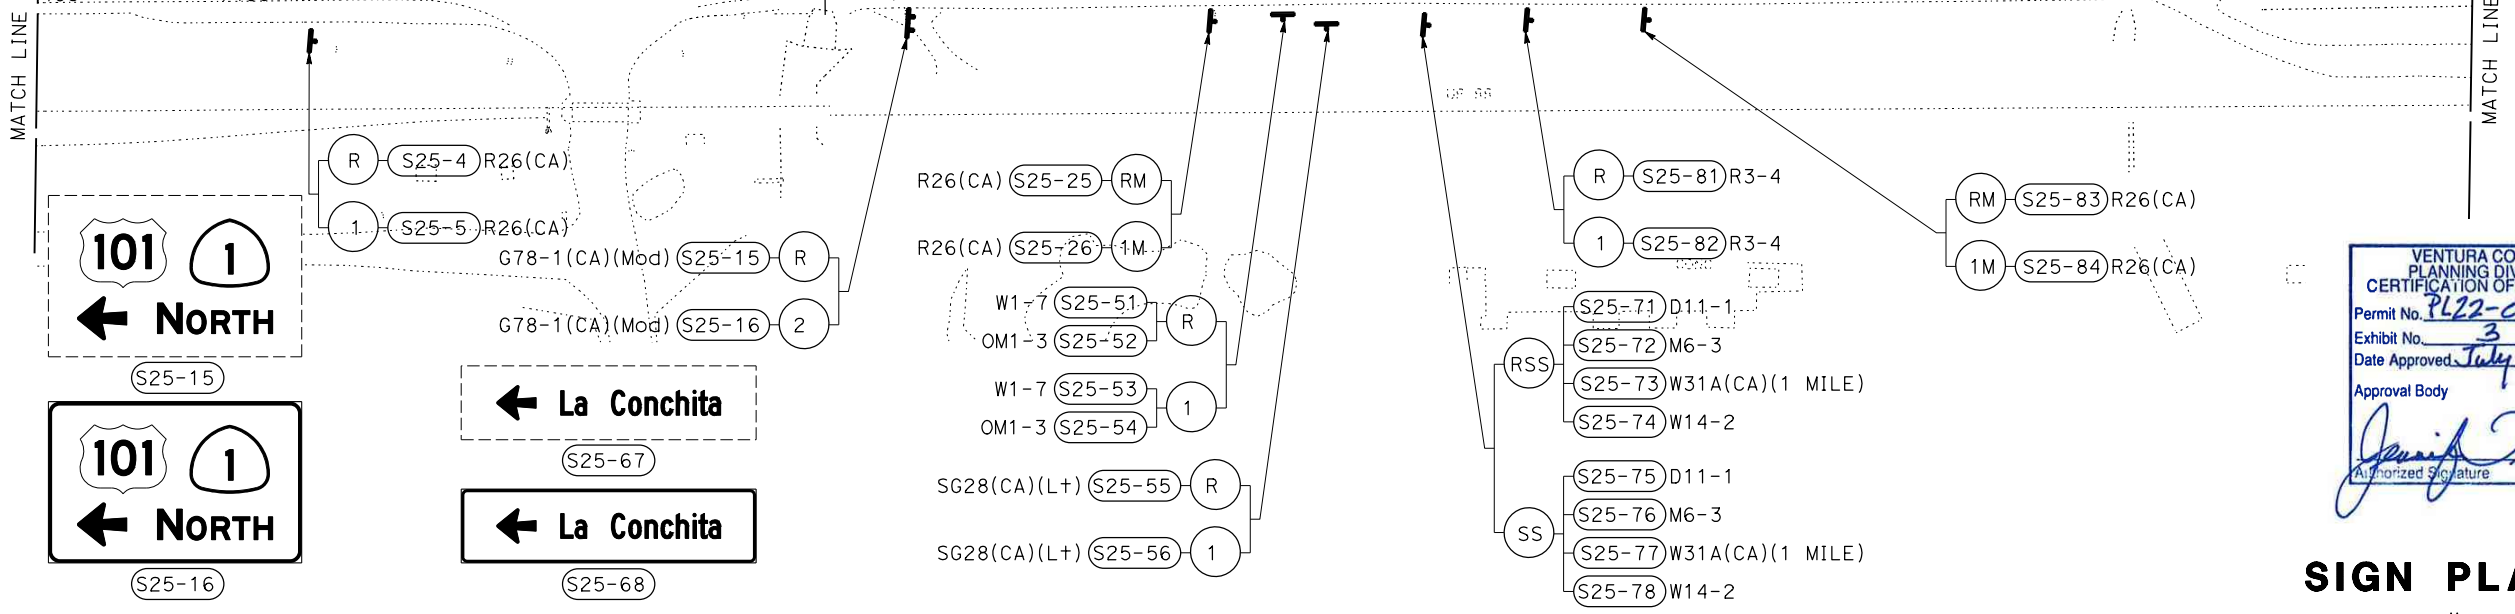 MATCH LINE
MATCH LINE
R S25-4 R26(CA)
1 S25-5 R26(CA)
101 1
NORTH
S25-15
101 1
NORTH
S25-16
G78-1(CA)(Mod) S25-15 R
G78-1(CA)(Mod) S25-16 2
La Conchita
S25-67
La Conchita
S25-68
R26(CA) S25-25 RM
R26(CA) S25-26 1M
W1-7 S25-51
R
OM1-3 S25-52
W1-7 S25-53
1
OM1-3 S25-54
SG28(CA)(Lt) S25-55 R
SG28(CA)(Lt) S25-56 1
R S25-81 R3-4
1 S25-82 R3-4
S25-71 D11-1
S25-72 M6-3
RSS
S25-73 W31A(CA)(1 MILE)
S25-74 W14-2
S25-75 D11-1
S25-76 M6-3
SS
S25-77 W31A(CA)(1 MILE)
S25-78 W14-2
RM S25-83 R26(CA)
1M S25-84 R26(CA)
VENTURA CO
PLANNING DIV
CERTIFICATION OF
Permit No. PL22-0
Exhibit No. 3
Date Approved July
Approval Body
Authorized Signature
SIGN PLA